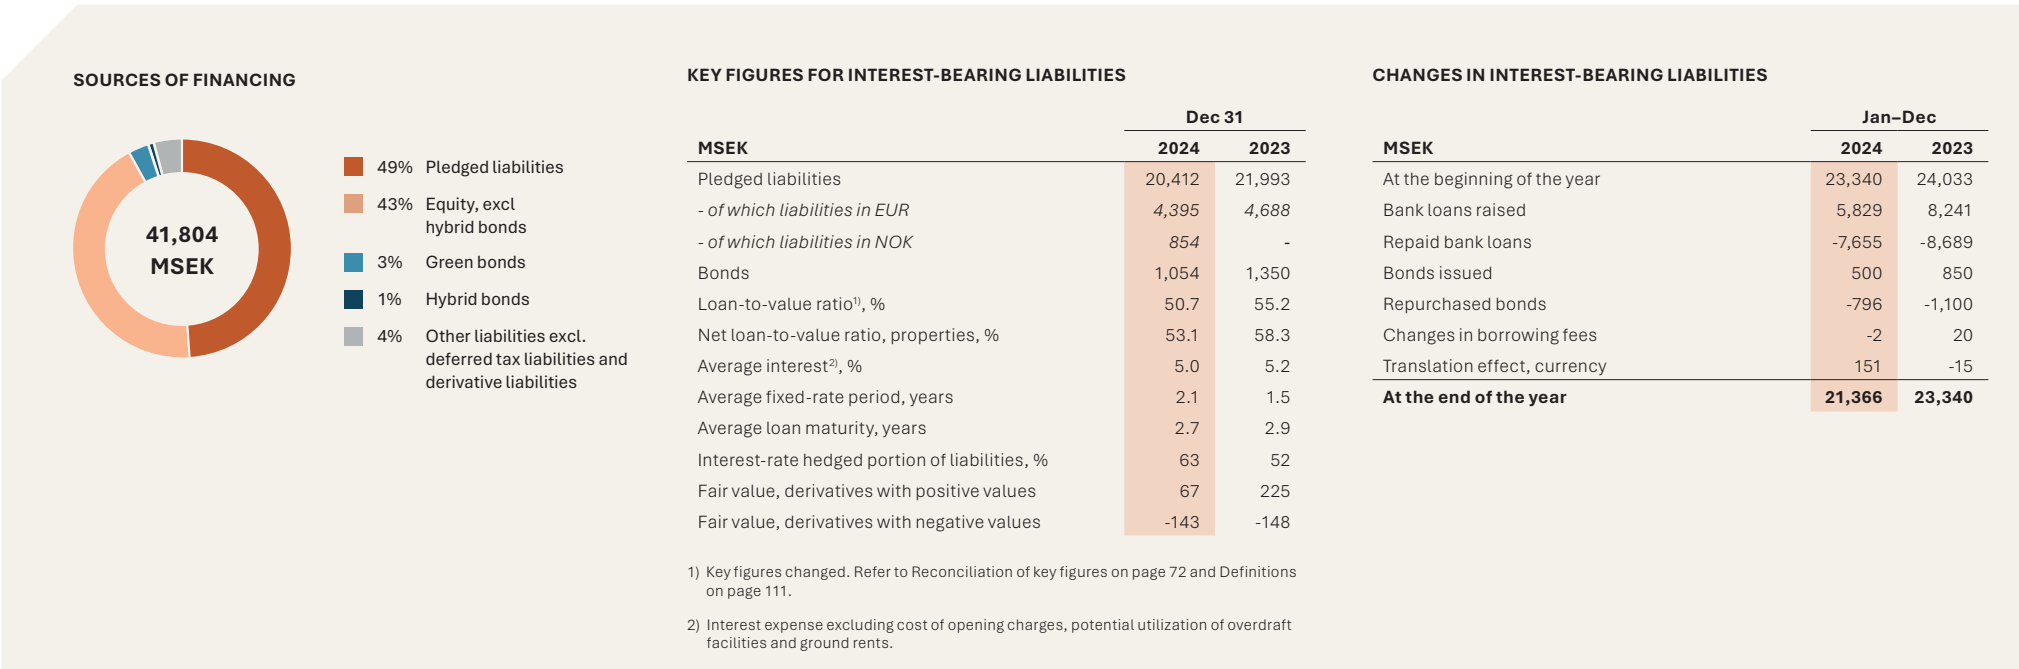 SOURCES OF FINANCING
41,804
MSEK
49% Pledged liabilities
43% Equity, excl
hybrid bonds
3% Green bonds
1% Hybrid bonds
4% Other liabilities excl.
deferred tax liabilities and
derivative liabilities
KEY FIGURES FOR INTEREST-BEARING LIABILITIES
Dec 31
MSEK 2024 2023
Pledged liabilities 20,412 21,993
- of which liabilities in EUR 4,395 4,688
- of which liabilities in NOK 854 -
Bonds 1,054 1,350
Loan-to-value ratio1), % 50.7 55.2
Net loan-to-value ratio, properties, % 53.1 58.3
Average interest2), % 5.0 5.2
Average fixed-rate period, years 2.1 1.5
Average loan maturity, years 2.7 2.9
Interest-rate hedged portion of liabilities, % 63 52
Fair value, derivatives with positive values 67 225
Fair value, derivatives with negative values -143 -148
1) Key figures changed. Refer to Reconciliation of key figures on page 72 and Definitions
on page 111.
2) Interest expense excluding cost of opening charges, potential utilization of overdraft
facilities and ground rents.
CHANGES IN INTEREST-BEARING LIABILITIES
Jan–Dec
MSEK 2024 2023
At the beginning of the year 23,340 24,033
Bank loans raised 5,829 8,241
Repaid bank loans -7,655 -8,689
Bonds issued 500 850
Repurchased bonds -796 -1,100
Changes in borrowing fees -2 20
Translation effect, currency 151 -15
At the end of the year 21,366 23,340